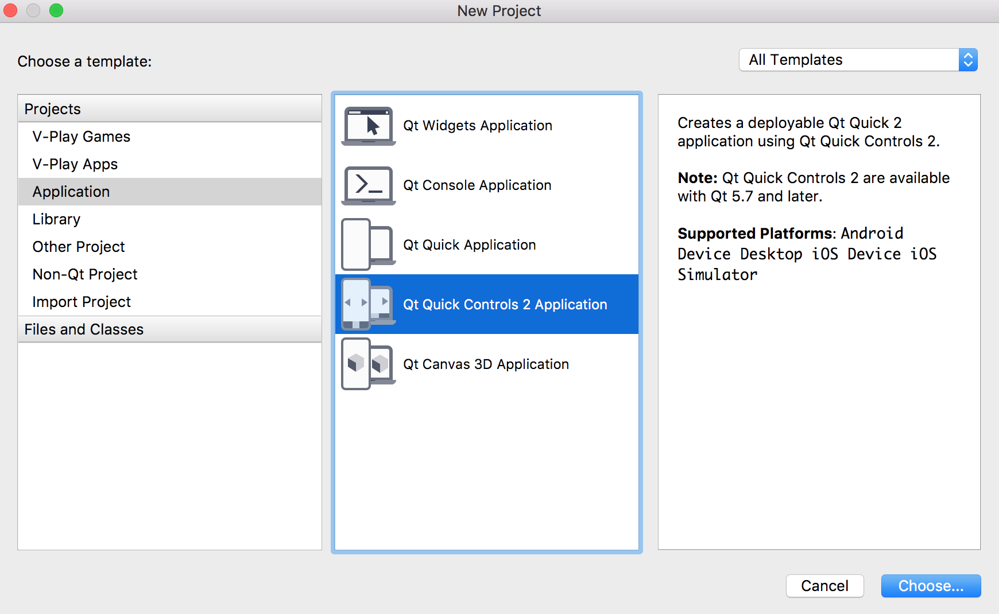 New Project
Choose a template:
All Templates
Projects
V-Play Games
V-Play Apps
Application
Library
Other Project
Non-Qt Project
Import Project
Files and Classes
Qt Widgets Application
Qt Console Application
Qt Quick Application
Qt Quick Controls 2 Application
Qt Canvas 3D Application
Creates a deployable Qt Quick 2
application using Qt Quick Controls 2.
Note: Qt Quick Controls 2 are available
with Qt 5.7 and later.
Supported Platforms: Android
Device Desktop iOS Device iOS
Simulator
Cancel
Choose...